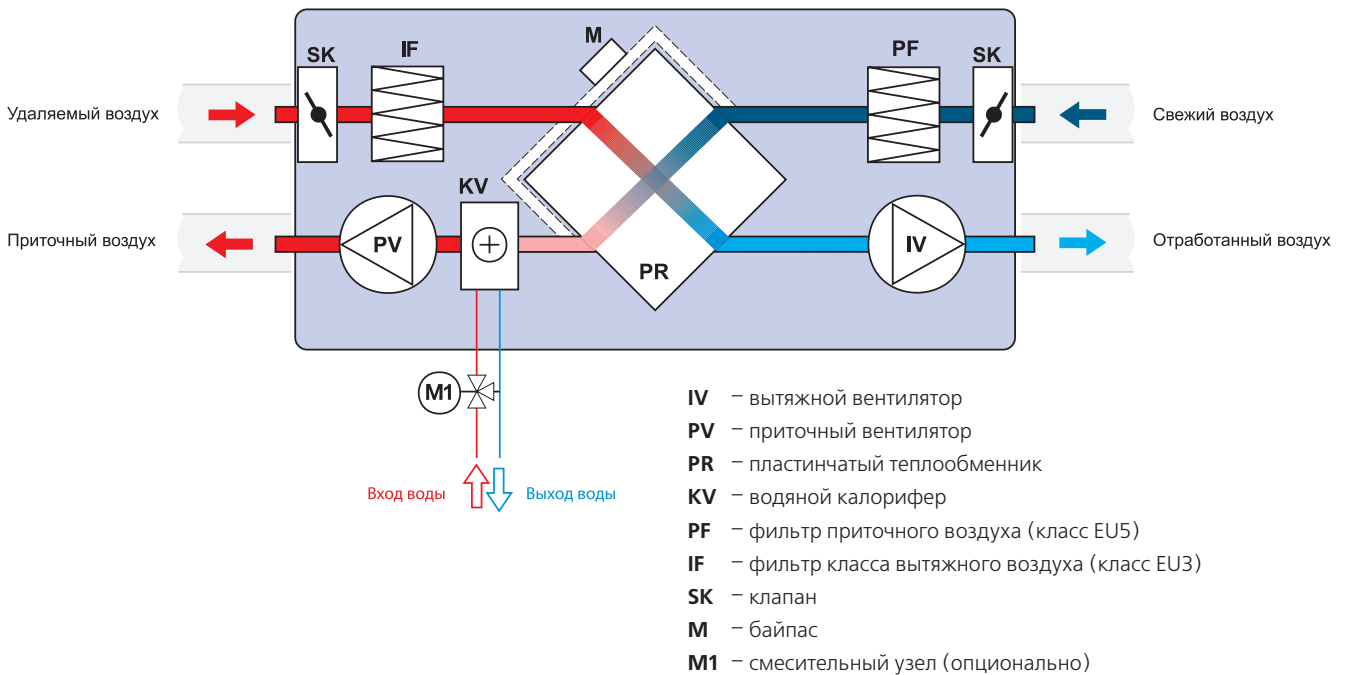 M
SK
IF
PF
SK
Удаляемый воздух
Свежий воздух
KV
Приточный воздух
PV
IV
Отработанный воздух
PR
M1
Вход воды
Выход воды
IV – вытяжной вентилятор
PV – приточный вентилятор
PR – пластинчатый теплообменник
KV – водяной калорифер
PF – фильтр приточного воздуха (класс EU5)
IF – фильтр класса вытяжного воздуха (класс EU3)
SK – клапан
M – байпас
M1 – смесительный узел (опционально)